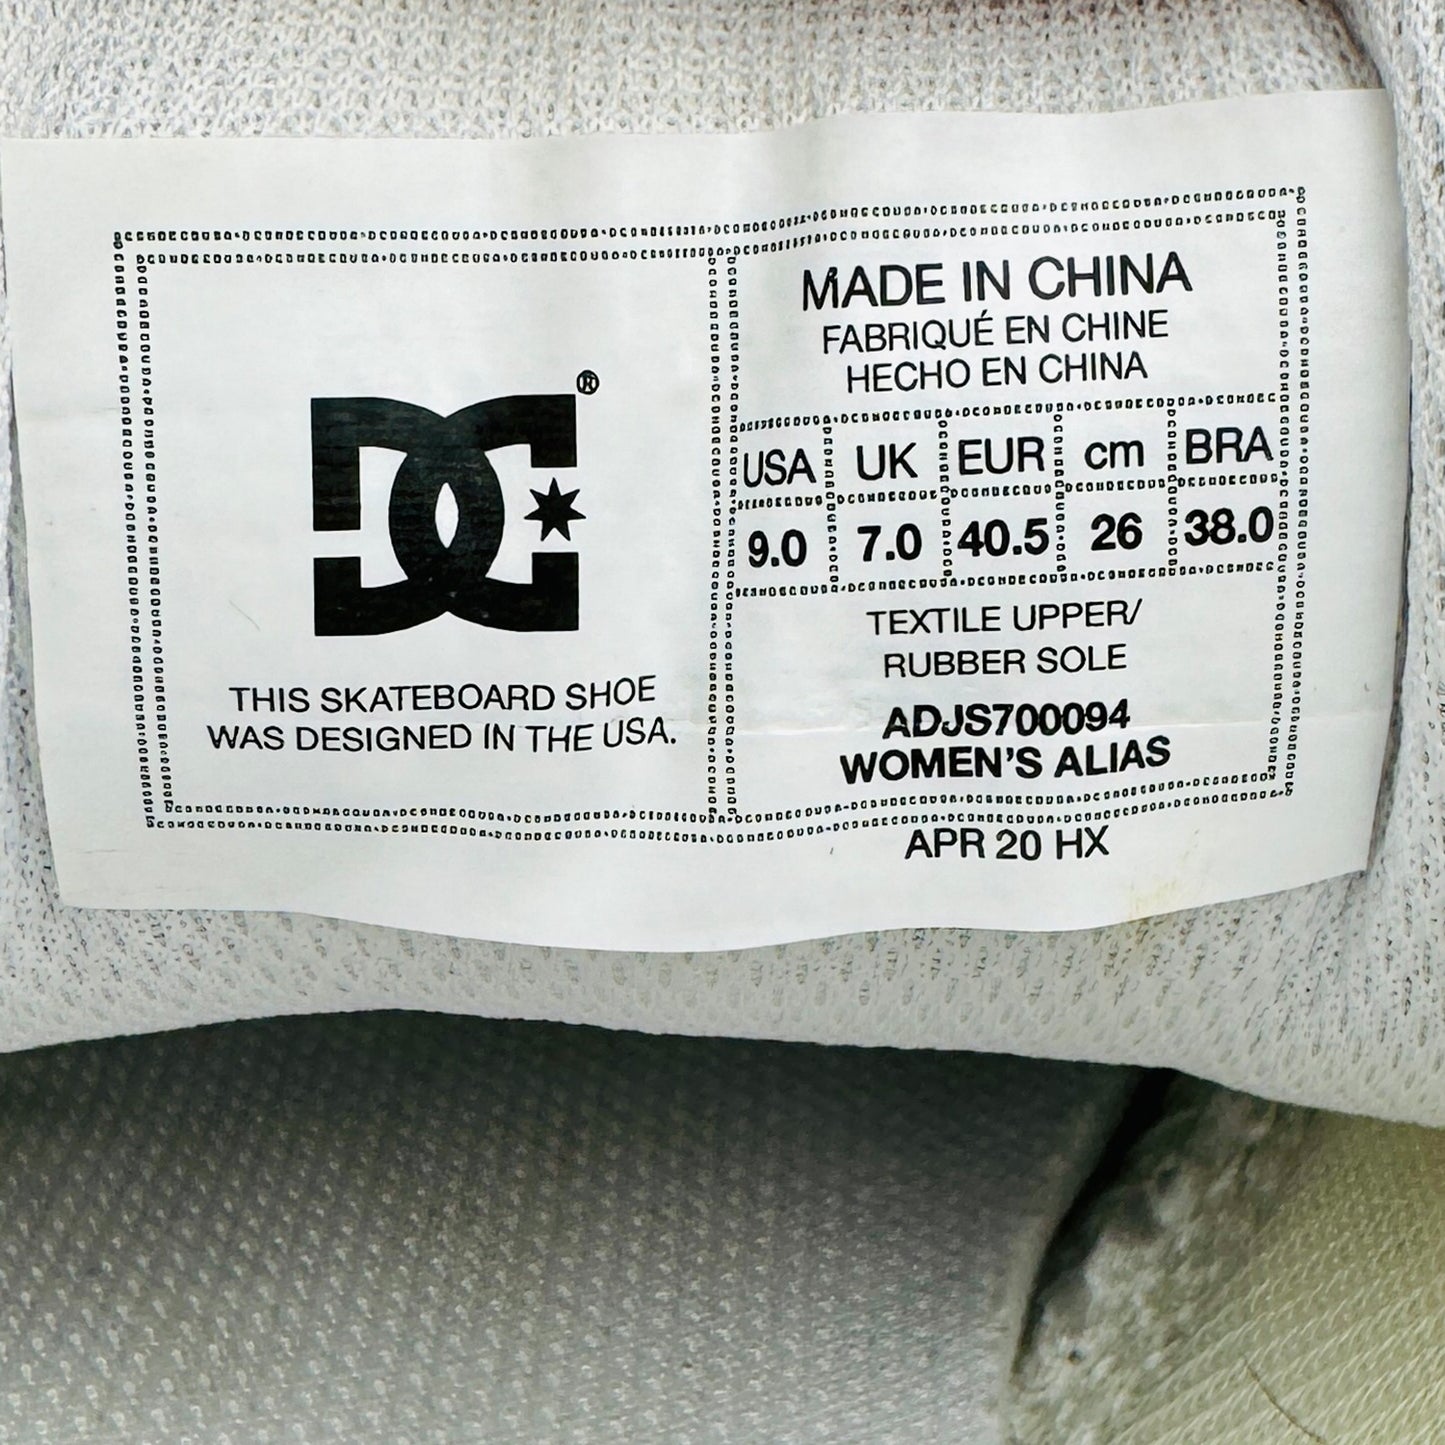 DC®
THIS SKATEBOARD SHOE
WAS DESIGNED IN THE USA.
MADE IN CHINA
FABRIQUÉ EN CHINE
HECHO EN CHINA
USA UK EUR cm BRA
9.0 7.0 40.5 26 38.0
TEXTILE UPPER/
RUBBER SOLE
ADJS700094
WOMEN'S ALIAS
APR 20 HX